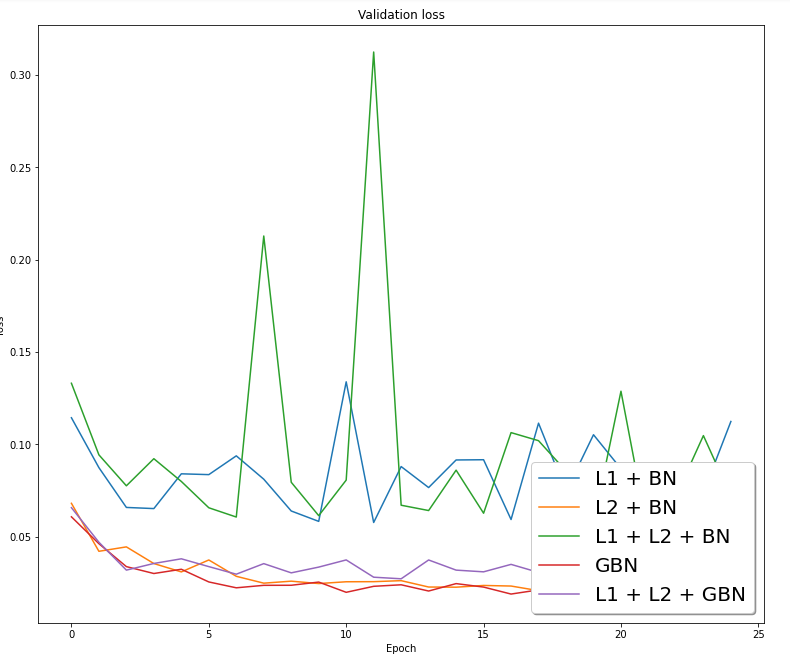 Validation loss
0.30
0.25
0.20
0.15
0.10
0.05
loss
0
5
10
15
20
25
Epoch
L1 + BN
L2 + BN
L1 + L2 + BN
GBN
L1 + L2 + GBN